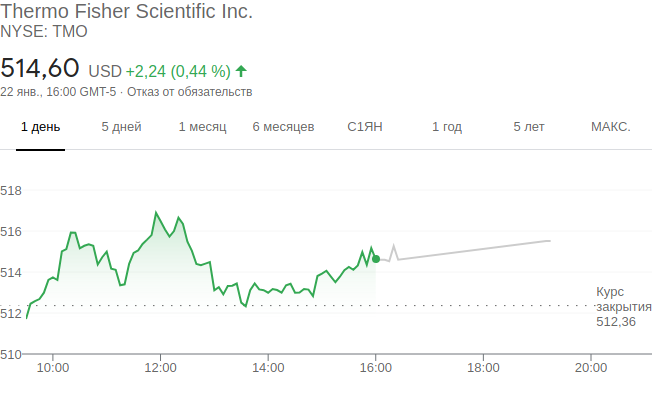 Thermo Fisher Scientific Inc.
NYSE: TMO
514,60 USD +2,24 (0,44 %)
22 янв., 16:00 GMT-5 · Отказ от обязательств
1 день 5 дней 1 месяц 6 месяцев С1ЯН 1 год 5 лет МАКС.
518
516
514
512
510
Курс
закрытия
512,36
10:00 12:00 14:00 16:00 18:00 20:00